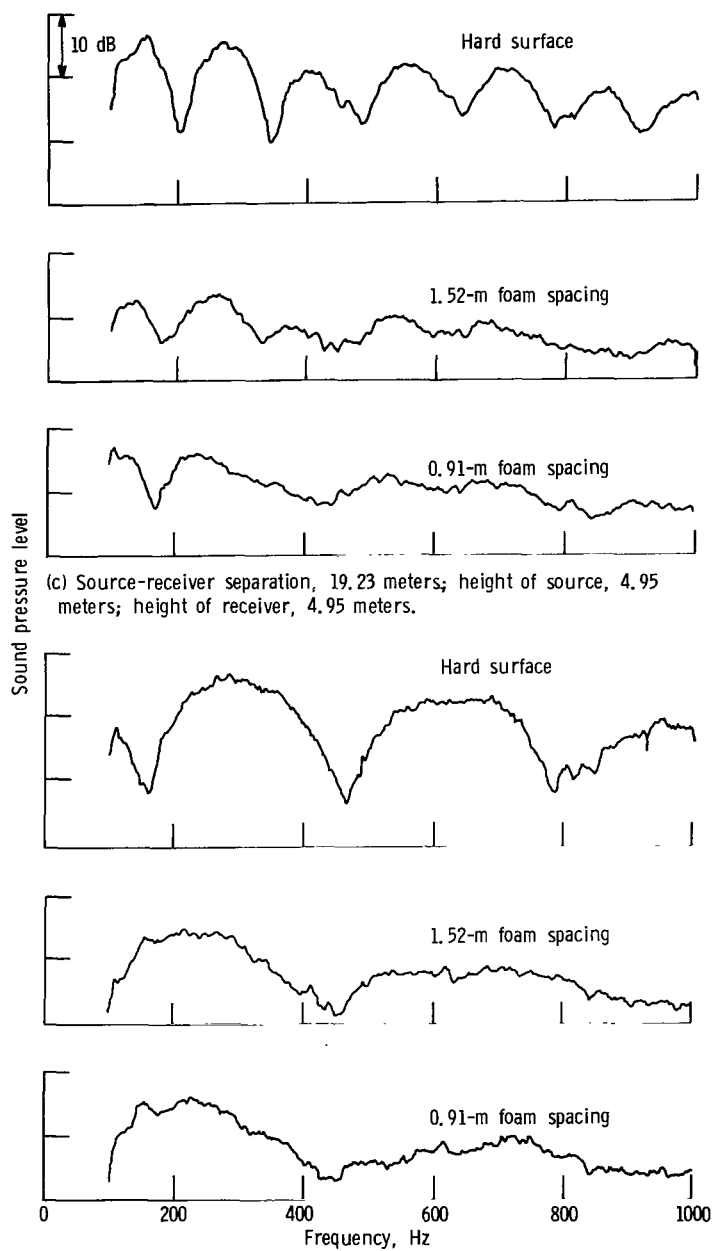 10 dB
Hard surface
1.52-m foam spacing
0.91-m foam spacing
(c) Source-receiver separation, 19.23 meters; height of source, 4.95
meters; height of receiver, 4.95 meters.
Sound pressure level
Hard surface
1.52-m foam spacing
0.91-m foam spacing
0 200 400 600 800 1000
Frequency, Hz